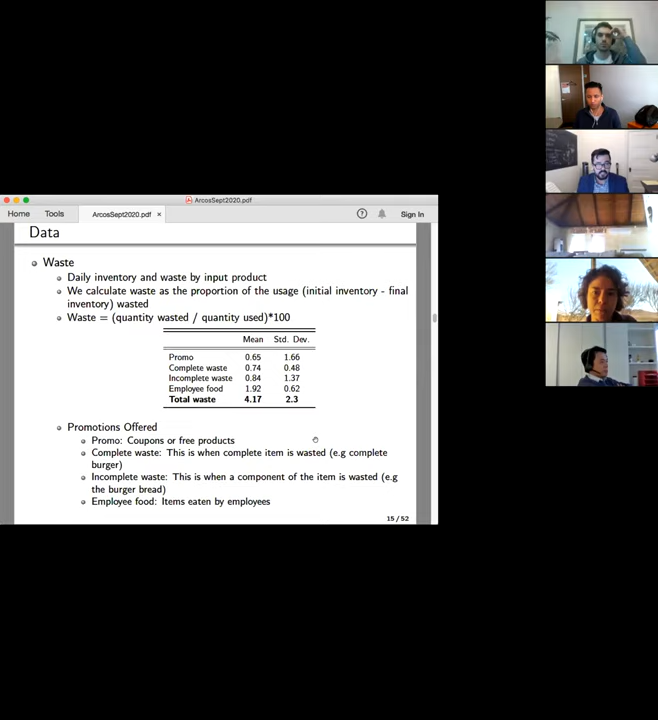 ArcosSept2020.pdf
Home Tools ArcosSept2020.pdf × Sign In
Data
Waste
Daily inventory and waste by input product
We calculate waste as the proportion of the usage (initial inventory - final
inventory) wasted
Waste = (quantity wasted / quantity used)*100
Mean Std. Dev.
Promo 0.65 1.66
Complete waste 0.74 0.48
Incomplete waste 0.84 1.37
Employee food 1.92 0.62
Total waste 4.17 2.3
Promotions Offered
Promo: Coupons or free products
Complete waste: This is when complete item is wasted (e.g complete
burger)
Incomplete waste: This is when a component of the item is wasted (e.g
the burger bread)
Employee food: Items eaten by employees
15 / 52